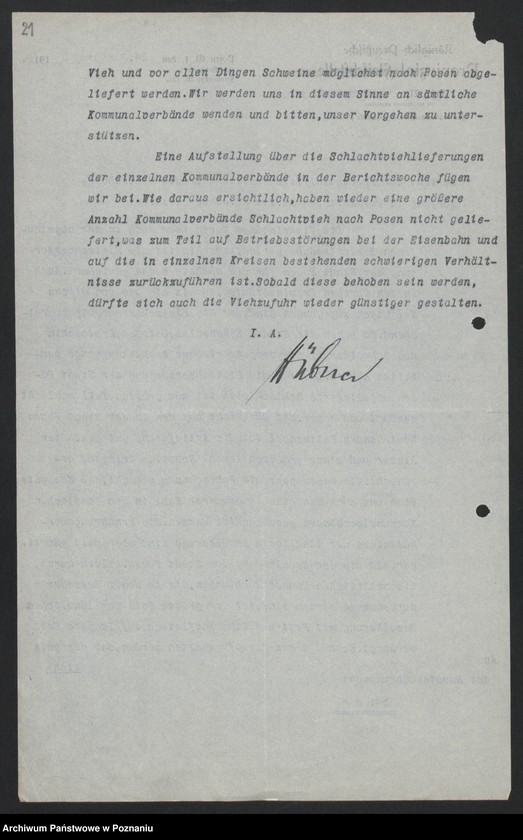 21
Vieh und vor allen Dingen Schweine möglichst nach Posen abge-
liefert werden.Wir werden uns in diesem Sinne an sämtliche
Kommunalverbände wenden und bitten,unser Vorgehen zu unter-
stützen.
Eine Aufstellung über die Schlachtviehlieferungen
der einzelnen Kommunalverbände in der Berichtswoche fügen
wir bei.Wie daraus ersichtlich,haben wieder eine größere
Anzahl Kommunalverbände Schlachtvieh nach Posen nicht gelie-
fert,was zum Teil auf Betriebsstörungen bei der Eisenbahn und
auf die in einzelnen Kreisen bestehenden schwierigen Verhält-
nisse zurückzuführen ist.Sobald diese behoben sein werden,
dürfte sich auch die Viehzufuhr wieder günstiger gestalten.
I. A.
Archiwum Państwowe w Poznaniu